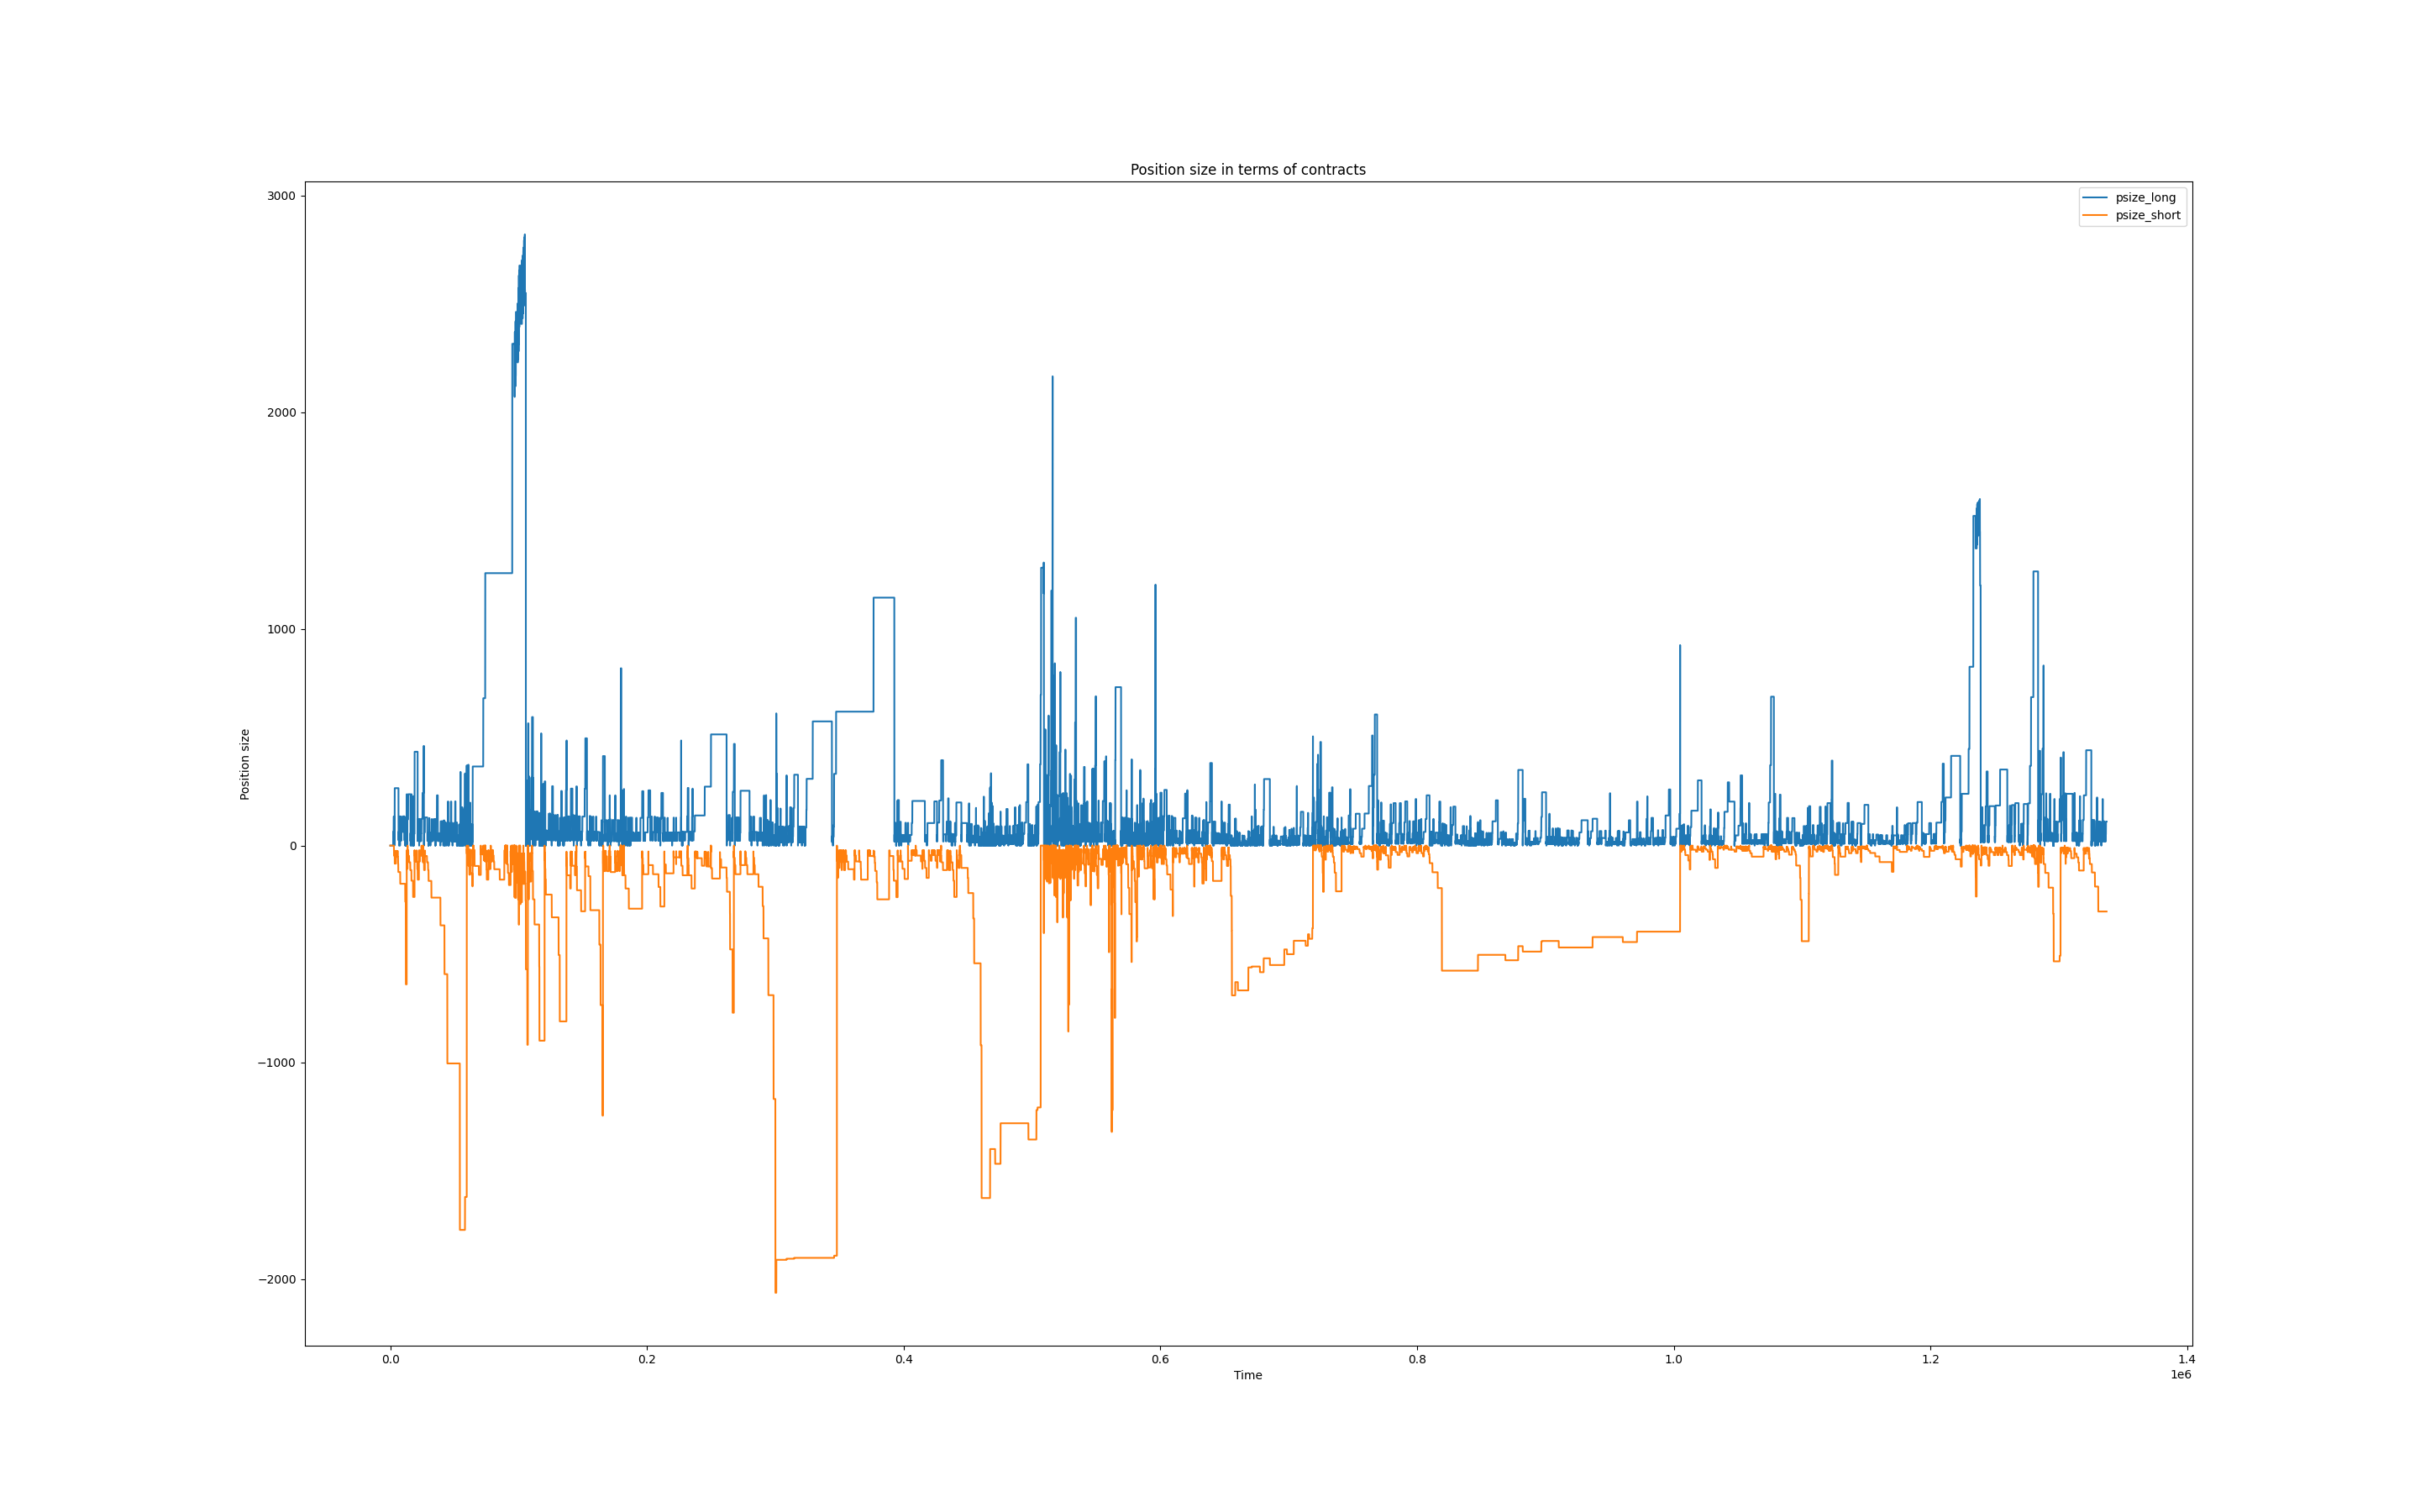 Position size in terms of contracts
psize_long
psize_short
3000
2000
1000
0
−1000
−2000
Position size
0.0 0.2 0.4 0.6 0.8 1.0 1.2 1.4
1e6
Time